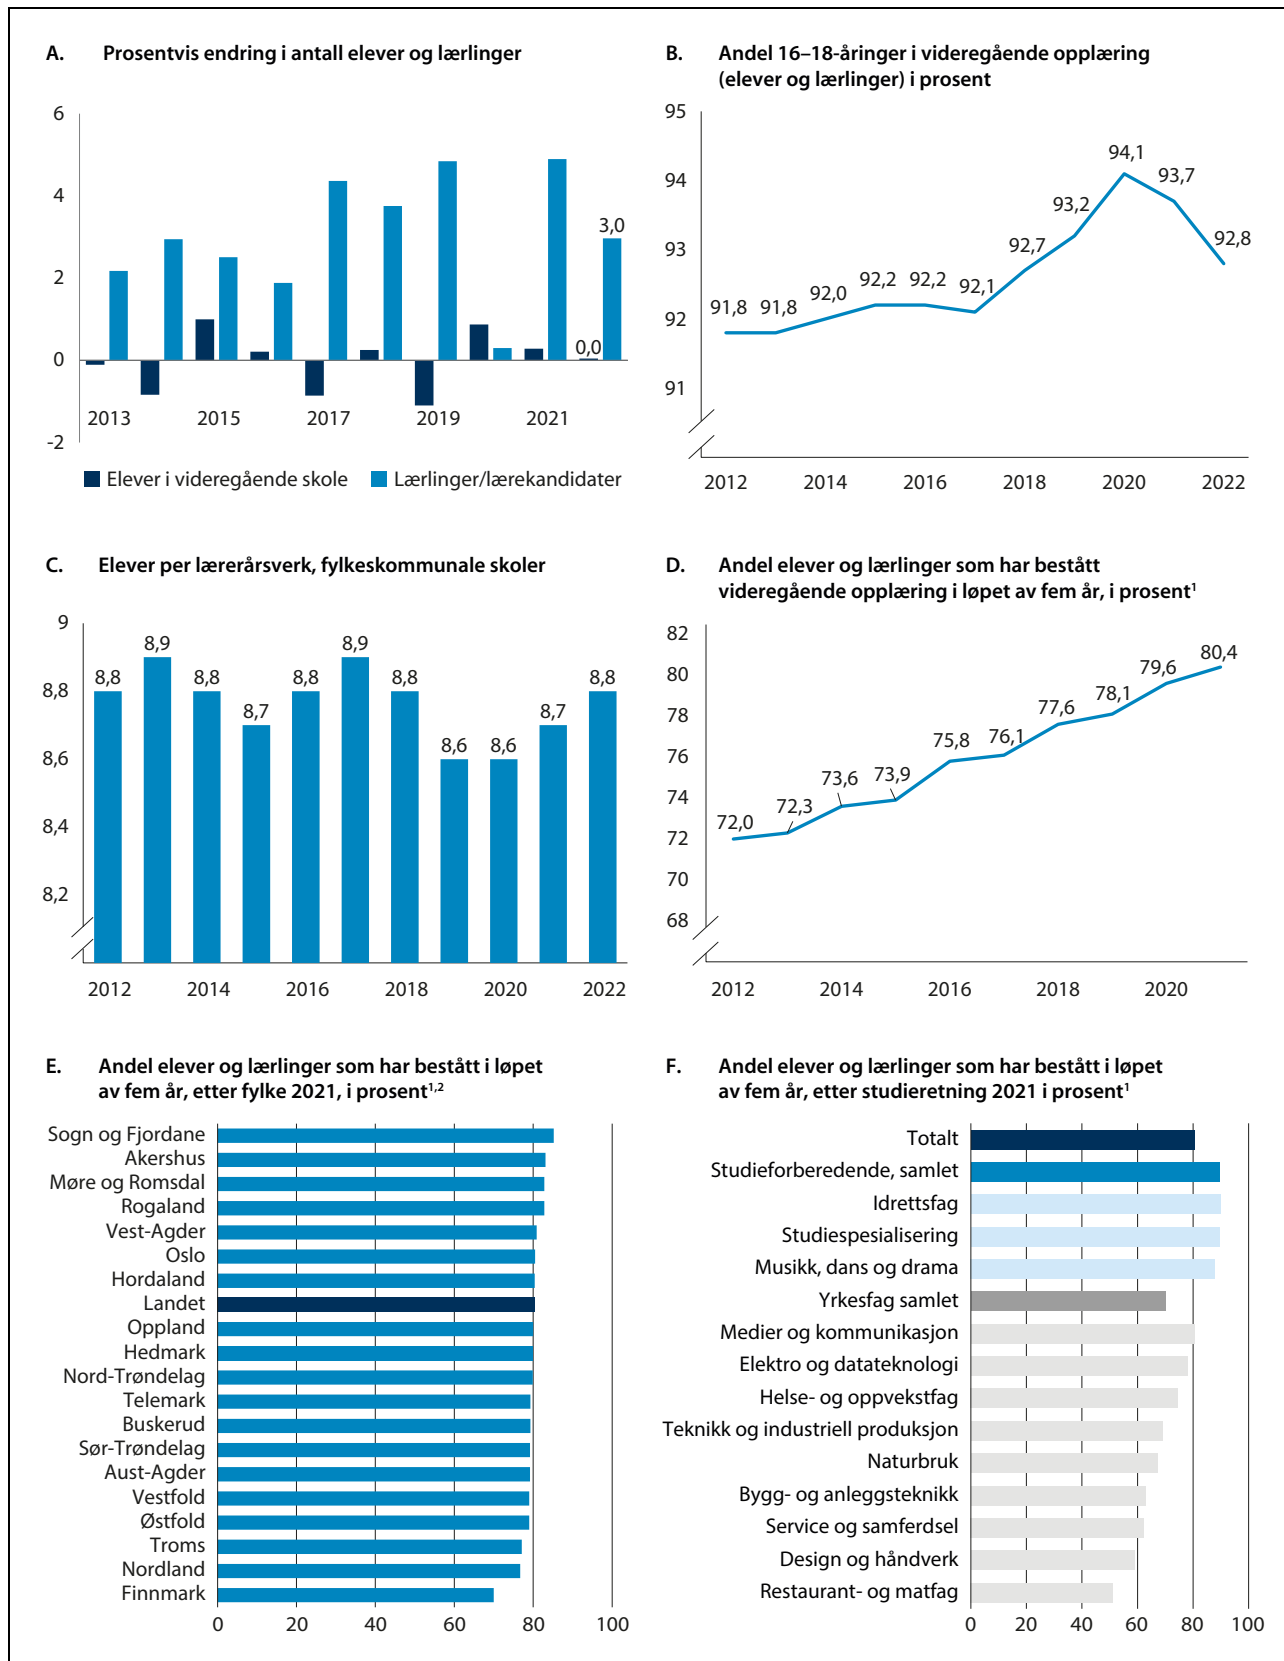 A. Prosentvis endring i antall elever og lærlinger
6
4
2
0
-2
3,0
0,0
2013 2015 2017 2019 2021
Elever i videregående skole Lærlinger/lærekandidater
B. Andel 16–18-åringer i videregående opplæring
(elever og lærlinger) i prosent
95
94
93
92
91
91,8 91,8 92,0 92,2 92,2 92,1 92,7 93,2 94,1 93,7 92,8
2012 2014 2016 2018 2020 2022
C. Elever per lærerårsverk, fylkeskommunale skoler
9
8,8
8,6
8,4
8,2
8,8 8,9 8,8 8,7 8,8 8,9 8,8 8,6 8,6 8,7 8,8
2012 2014 2016 2018 2020 2022
D. Andel elever og lærlinger som har bestått
videregående opplæring i løpet av fem år, i prosent¹
82
80
78
76
74
72
70
68
72,0 72,3 73,6 73,9 75,8 76,1 77,6 78,1 79,6 80,4
2012 2014 2016 2018 2020
E. Andel elever og lærlinger som har bestått i løpet
av fem år, etter fylke 2021, i prosent¹,²
Sogn og Fjordane
Akershus
Møre og Romsdal
Rogaland
Vest-Agder
Oslo
Hordaland
Landet
Oppland
Hedmark
Nord-Trøndelag
Telemark
Buskerud
Sør-Trøndelag
Aust-Agder
Vestfold
Østfold
Troms
Nordland
Finnmark
0 20 40 60 80 100
F. Andel elever og lærlinger som har bestått i løpet
av fem år, etter studieretning 2021 i prosent¹
Totalt
Studieforberedende, samlet
Idrettsfag
Studiespesialisering
Musikk, dans og drama
Yrkesfag samlet
Medier og kommunikasjon
Elektro og datateknologi
Helse- og oppvekstfag
Teknikk og industriell produksjon
Naturbruk
Bygg- og anleggsteknikk
Service og samferdsel
Design og håndverk
Restaurant- og matfag
0 20 40 60 80 100